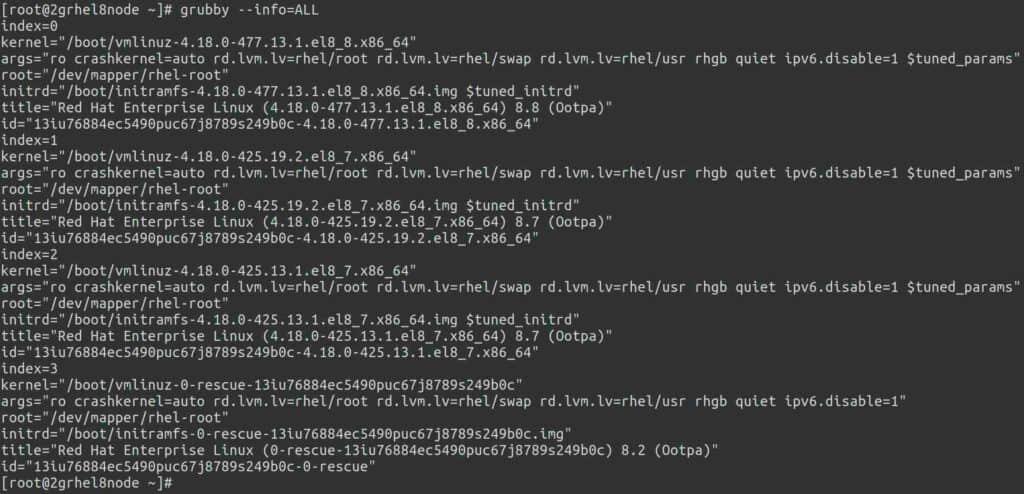 [root@2grhel8node ~]# grubby --info=ALL
index=0
kernel="/boot/vmlinuz-4.18.0-477.13.1.el8_8.x86_64"
args="ro crashkernel=auto rd.lvm.lv=rhel/root rd.lvm.lv=rhel/swap rd.lvm.lv=rhel/usr rhgb quiet ipv6.disable=1 $tuned_params"
root="/dev/mapper/rhel-root"
initrd="/boot/initramfs-4.18.0-477.13.1.el8_8.x86_64.img $tuned_initrd"
title="Red Hat Enterprise Linux (4.18.0-477.13.1.el8_8.x86_64) 8.8 (Ootpa)"
id="13iu76884ec5490puc67j8789s249b0c-4.18.0-477.13.1.el8_8.x86_64"
index=1
kernel="/boot/vmlinuz-4.18.0-425.19.2.el8_7.x86_64"
args="ro crashkernel=auto rd.lvm.lv=rhel/root rd.lvm.lv=rhel/swap rd.lvm.lv=rhel/usr rhgb quiet ipv6.disable=1 $tuned_params"
root="/dev/mapper/rhel-root"
initrd="/boot/initramfs-4.18.0-425.19.2.el8_7.x86_64.img $tuned_initrd"
title="Red Hat Enterprise Linux (4.18.0-425.19.2.el8_7.x86_64) 8.7 (Ootpa)"
id="13iu76884ec5490puc67j8789s249b0c-4.18.0-425.19.2.el8_7.x86_64"
index=2
kernel="/boot/vmlinuz-4.18.0-425.13.1.el8_7.x86_64"
args="ro crashkernel=auto rd.lvm.lv=rhel/root rd.lvm.lv=rhel/swap rd.lvm.lv=rhel/usr rhgb quiet ipv6.disable=1 $tuned_params"
root="/dev/mapper/rhel-root"
initrd="/boot/initramfs-4.18.0-425.13.1.el8_7.x86_64.img $tuned_initrd"
title="Red Hat Enterprise Linux (4.18.0-425.13.1.el8_7.x86_64) 8.7 (Ootpa)"
id="13iu76884ec5490puc67j8789s249b0c-4.18.0-425.13.1.el8_7.x86_64"
index=3
kernel="/boot/vmlinuz-0-rescue-13iu76884ec5490puc67j8789s249b0c"
args="ro crashkernel=auto rd.lvm.lv=rhel/root rd.lvm.lv=rhel/swap rd.lvm.lv=rhel/usr rhgb quiet ipv6.disable=1"
root="/dev/mapper/rhel-root"
initrd="/boot/initramfs-0-rescue-13iu76884ec5490puc67j8789s249b0c.img"
title="Red Hat Enterprise Linux (0-rescue-13iu76884ec5490puc67j8789s249b0c) 8.2 (Ootpa)"
id="13iu76884ec5490puc67j8789s249b0c-0-rescue"
[root@2grhel8node ~]#